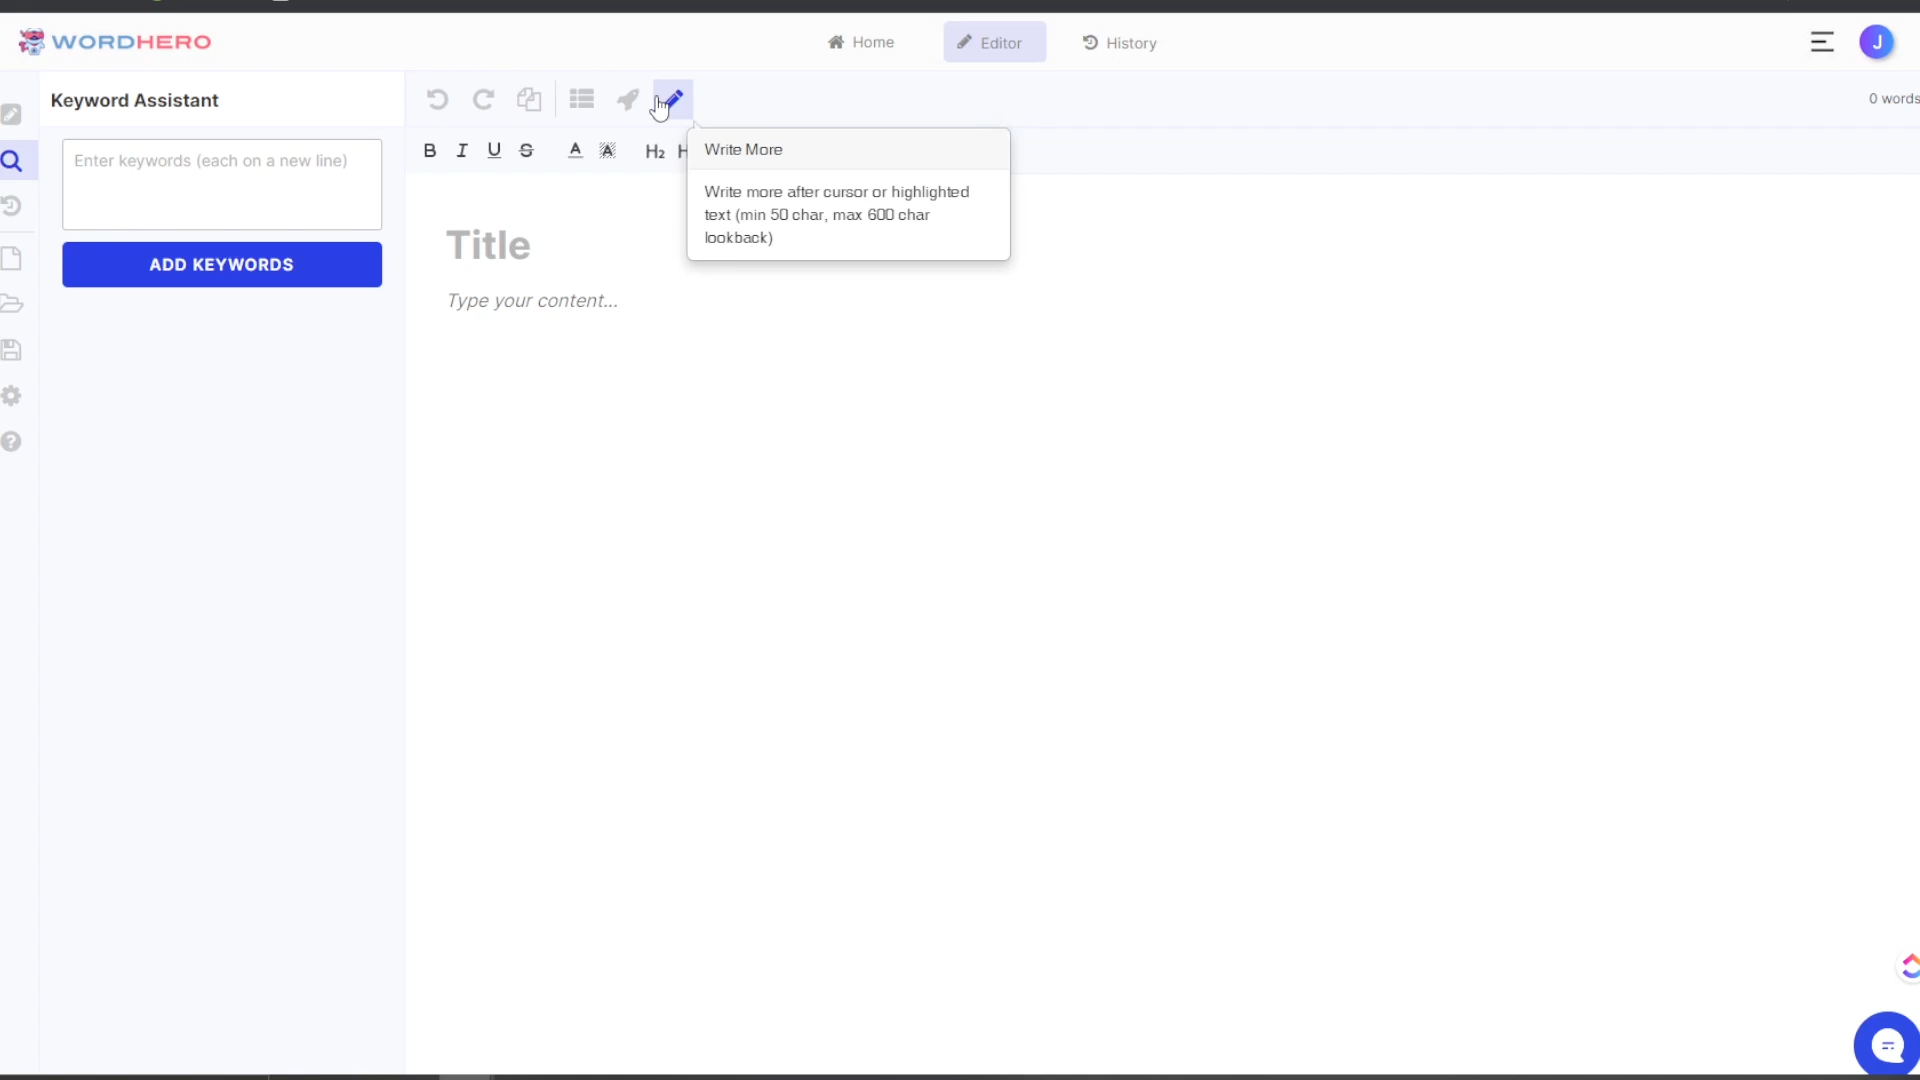 WORDHERO
Home
Editor
History
J
Keyword Assistant
0 words
Enter keywords (each on a new line)
ADD KEYWORDS
B I U S A A H₂ H
Write More
Write more after cursor or highlighted
text (min 50 char, max 600 char
lookback)
Title
Type your content...